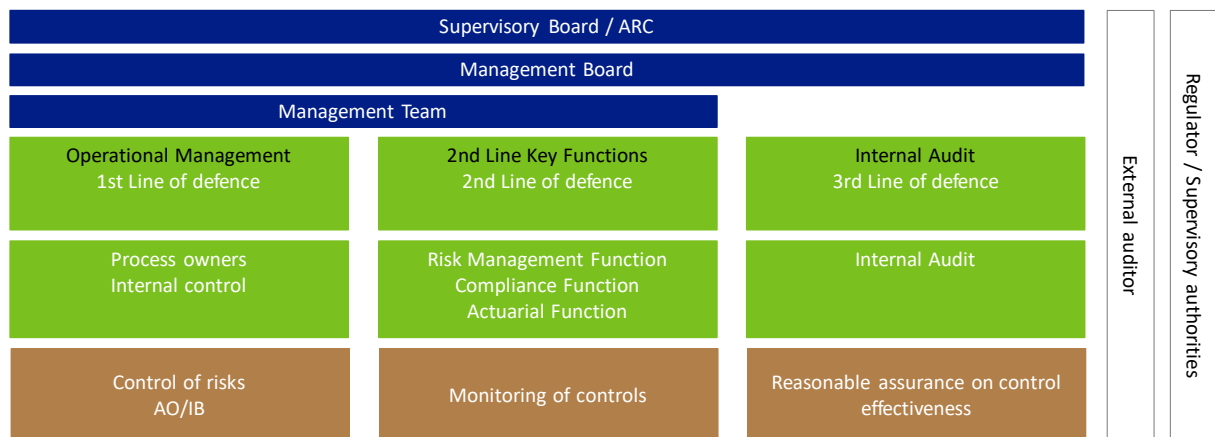 Supervisory Board / ARC
Management Board
Management Team
Operational Management
1st Line of defence
2nd Line Key Functions
2nd Line of defence
Internal Audit
3rd Line of defence
Process owners
Internal control
Risk Management Function
Compliance Function
Actuarial Function
Internal Audit
Control of risks
AO/IB
Monitoring of controls
Reasonable assurance on control
effectiveness
External auditor
Regulator / Supervisory authorities